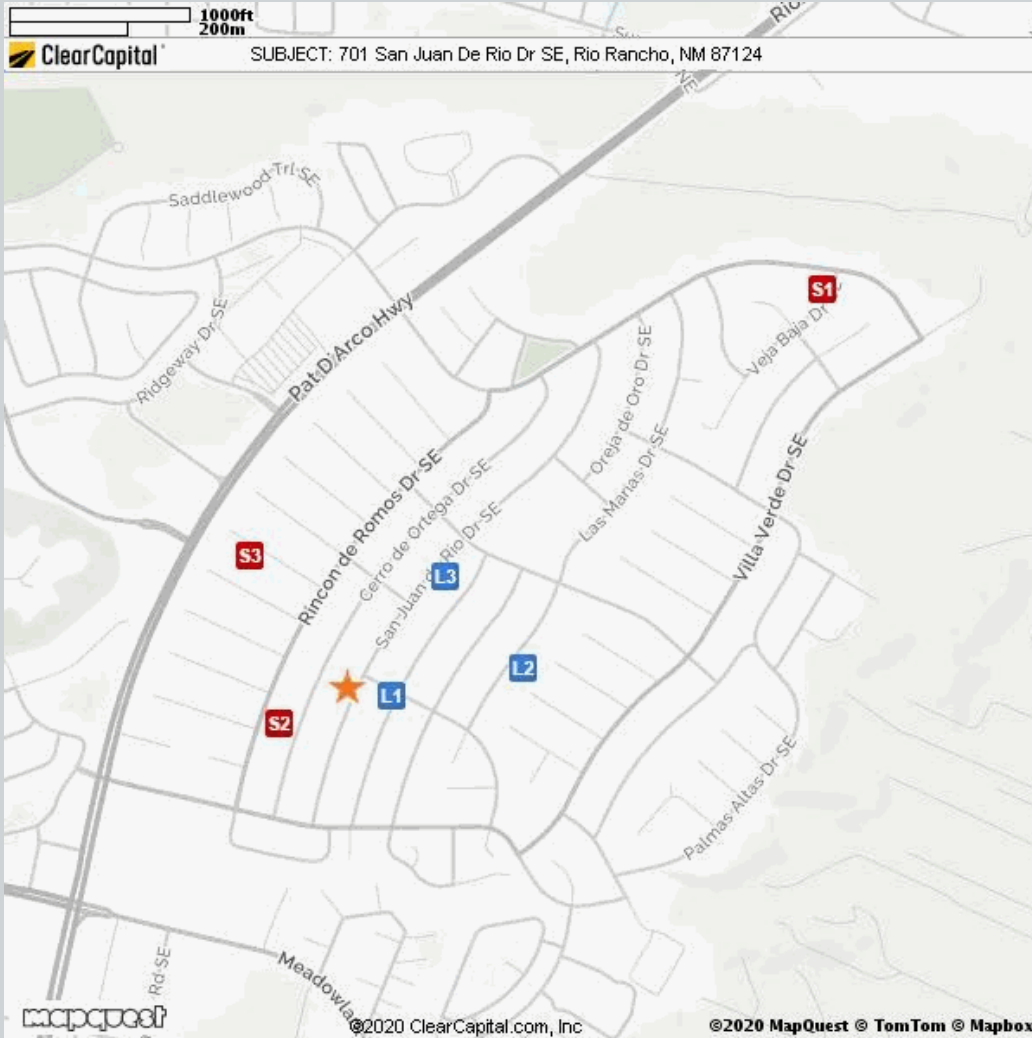 1000ft
200m
Rio
ClearCapital
SUBJECT: 701 San Juan De Rio Dr SE, Rio Rancho, NM 87124
NE
Saddlewood Trl SE
S1
Ridgeway Dr SE
Pat D'Arco Hwy
Veja Baja Dr
Oreja de Oro Dr SE
Rincon de Romos Dr SE
Cerro de Ortega Dr SE
Las Marias Dr SE
Villa Verde Dr SE
San Juan de Rio Dr SE
S3
L3
L2
L1
S2
Palmas Altas Dr SE
Rd SE
Meadowla
mapquest
©2020 ClearCapital.com, Inc
©2020 MapQuest © TomTom © Mapbox